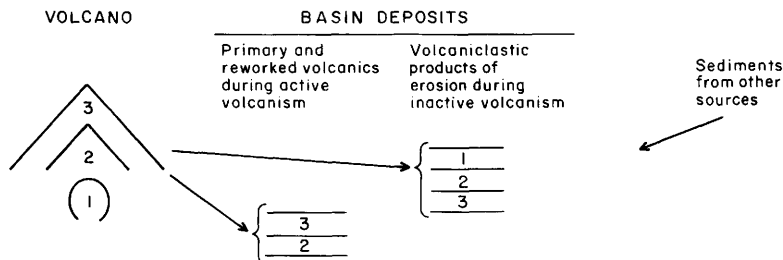 VOLCANO
BASIN DEPOSITS
Primary and
reworked volcanics
during active
volcanism
Volcaniclastic
products of
erosion during
inactive volcanism
Sediments
from other
sources
3
2
1
1
2
3
3
2